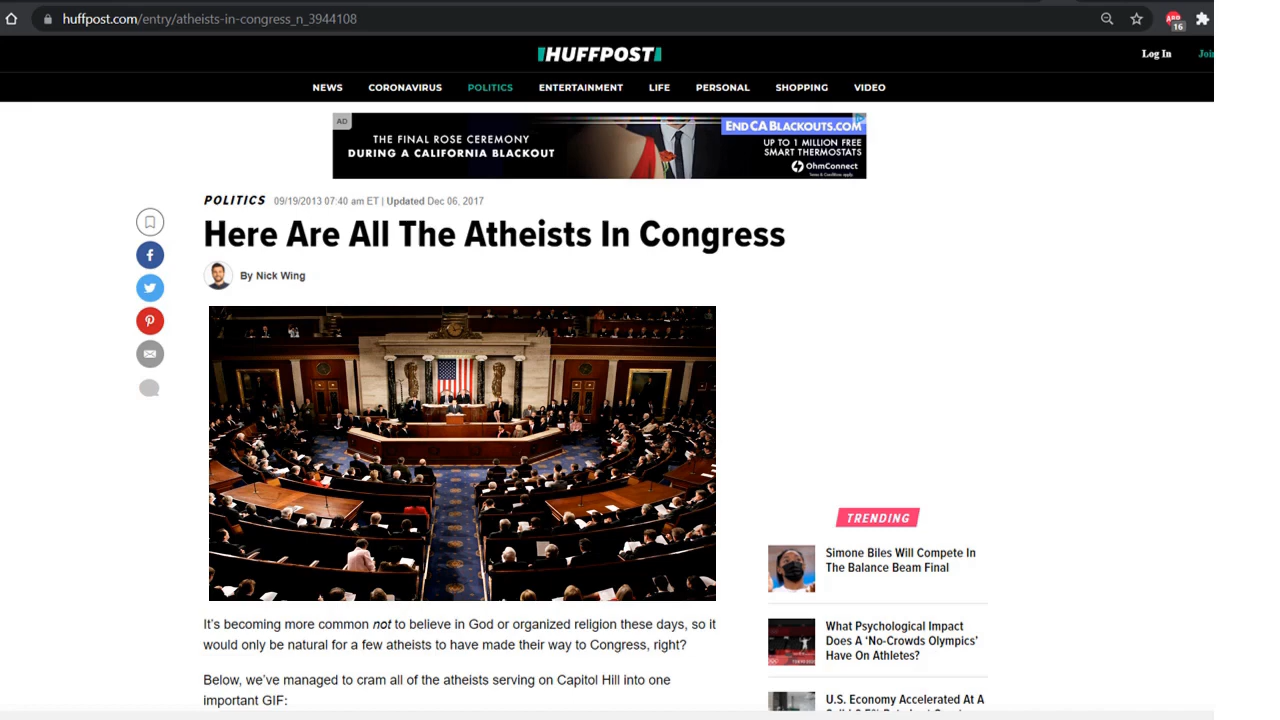 huffpost.com/entry/atheists-in-congress_n_3944108
16
HUFFPOST
Log In
NEWS
CORONAVIRUS
POLITICS
ENTERTAINMENT
LIFE
PERSONAL
SHOPPING
VIDEO
AD
THE FINAL ROSE CEREMONY
DURING A CALIFORNIA BLACKOUT
ENDCABLACKOUTS.COM
UP TO 1 MILLION FREE
SMART THERMOSTATS
OhmConnect
Terms & Conditions apply
POLITICS 09/19/2013 07:40 am ET | Updated Dec 06, 2017
Here Are All The Atheists In Congress
By Nick Wing
It's becoming more common not to believe in God or organized religion these days, so it
would only be natural for a few atheists to have made their way to Congress, right?
Below, we've managed to cram all of the atheists serving on Capitol Hill into one
important GIF:
TRENDING
Simone Biles Will Compete In
The Balance Beam Final
What Psychological Impact
Does A 'No-Crowds Olympics'
Have On Athletes?
U.S. Economy Accelerated At A